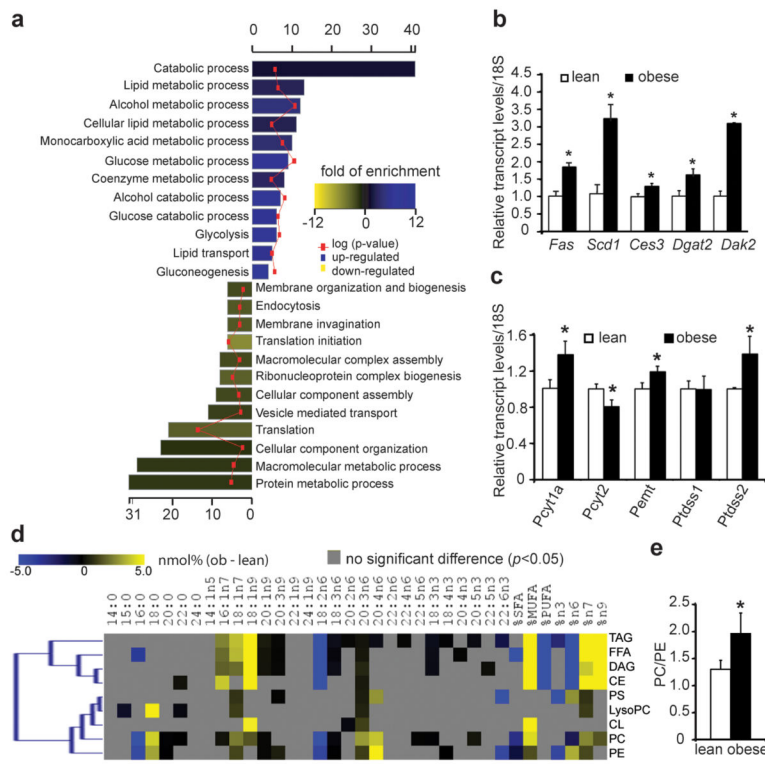 a
0 10 20 30 40
Catabolic process
Lipid metabolic process
Alcohol metabolic process
Cellular lipid metabolic process
Monocarboxylic acid metabolic process
Glucose metabolic process
Coenzyme metabolic process
Alcohol catabolic process
Glucose catabolic process
Glycolysis
Lipid transport
Gluconeogenesis
fold of enrichment
-12 0 12
log (p-value)
up-regulated
down-regulated
Membrane organization and biogenesis
Endocytosis
Membrane invagination
Translation initiation
Macromolecular complex assembly
Ribonucleoprotein complex biogenesis
Cellular component assembly
Vesicle mediated transport
Translation
Cellular component organization
Macromolecular metabolic process
Protein metabolic process
31 20 10 0
b
Relative transcript levels/18S
4.5
4.0
3.5
3.0
2.5
2.0
1.5
1.0
0
lean obese
* * * * *
Fas Scd1 Ces3 Dgat2 Dak2
c
Relative transcript levels/18S
1.6
1.2
0.8
0.4
0
lean obese
* * * *
Pcyt1a Pcyt2 Pemt Ptdss1 Ptdss2
d
nmol% (ob - lean)
-5.0 0.0 5.0
no significant difference (p<0.05)
14:0
15:0
16:0
18:0
20:0
22:0
24:0
14:1n5
16:1n7
18:1n7
18:1n9
20:1n9
20:3n9
22:1n9
24:1n9
18:2n6
18:3n6
20:2n6
20:3n6
20:4n6
22:2n6
22:4n6
22:5n6
18:3n3
18:4n3
20:4n3
20:5n3
22:5n3
22:6n3
%SFA
%MUFA
%PUFA
%n3
%n6
%n7
%n9
TAG
FFA
DAG
CE
PS
LysoPC
CL
PC
PE
e
PC/PE
2.5
2.0
1.5
1.0
0.5
0
*
lean obese